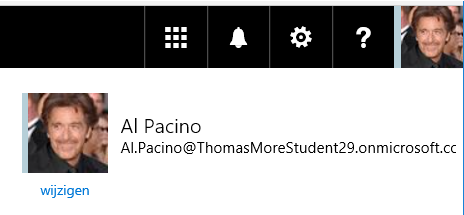 ?
Al Pacino
Al.Pacino@ThomasMoreStudent29.onmicrosoft.cc
wijzigen